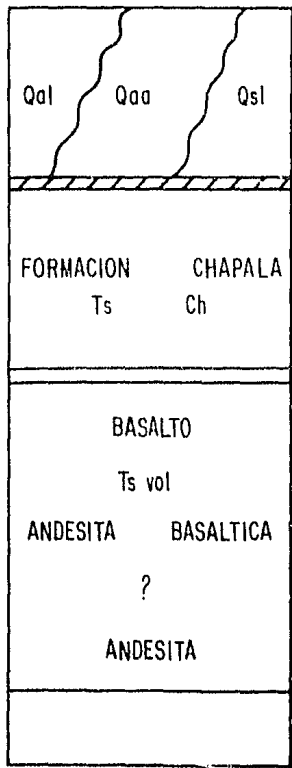 Qal Qaa Qsl
FORMACION CHAPALA
Ts Ch
BASALTO
Ts vol
ANDESITA BASALTICA
?
ANDESITA